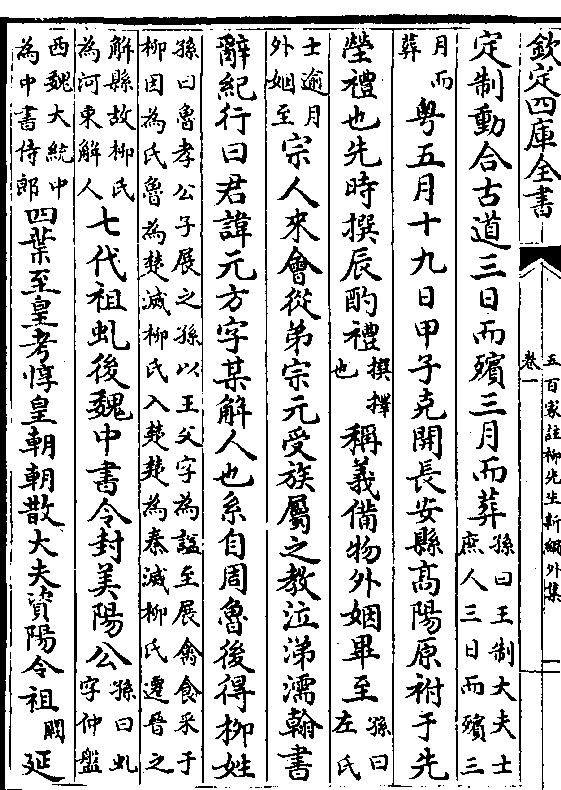 欽定四庫全書
五百家註柳先生新編外集
卷一
定制動合古道三日而殯三月而葬孫曰王制大夫士
庶人三日而殯三
月而
葬粤五月十九日甲子克開長安縣高陽原祔于先
塋禮也先時撰辰酌禮撰擇
也稱義備物外姻畢至孫曰
左氏
士逾月
外姻至宗人來會從弟宗元受族屬之教泣涕濡翰書
辭紀行曰君諱元方字某解人也系自周魯後得柳姓
孫曰魯孝公子展之孫以王父字為諡至展禽食采于
柳因為氏魯為楚滅柳氏入楚楚為秦滅柳氏遷晉之
解縣故柳氏
為河東解人七代祖虬後魏中書令封美陽公孫曰虬
字仲盤
西魏大統中
為中書侍郎四葉至皇考惇皇朝朝散大夫資陽令祖闕延